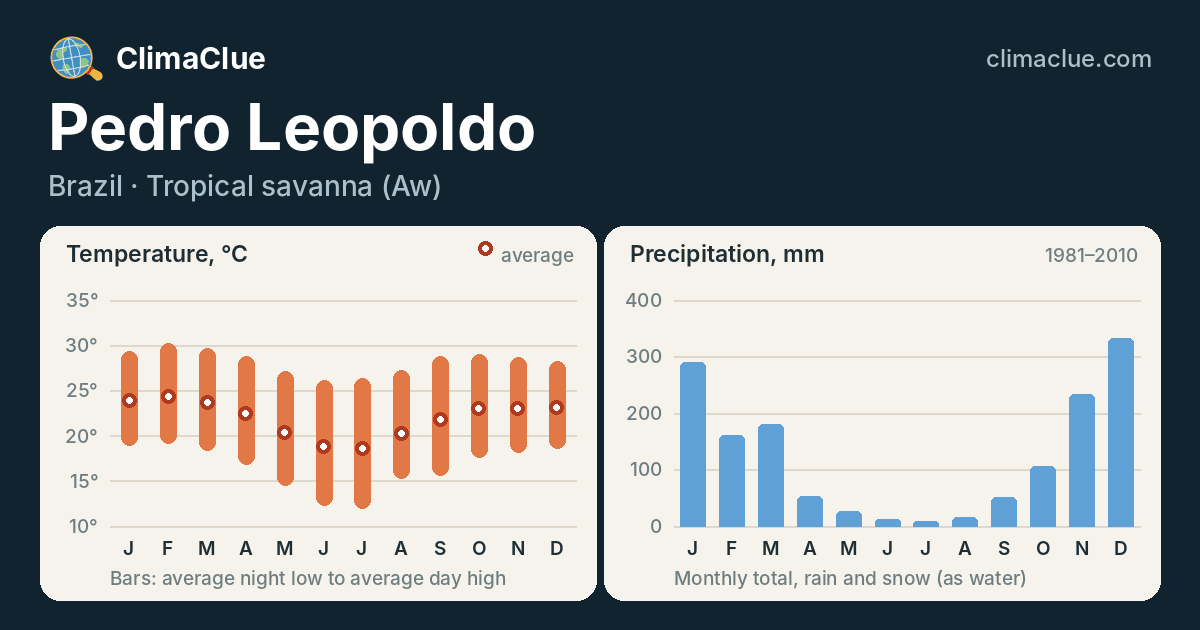 ClimaClue
climaclue.com
Pedro Leopoldo
Brazil · Tropical savanna (Aw)
Temperature, °C
average
35°
30°
25°
20°
15°
10°
J F M A M J J A S O N D
Bars: average night low to average day high
Precipitation, mm
1981–2010
400
300
200
100
0
J F M A M J J A S O N D
Monthly total, rain and snow (as water)